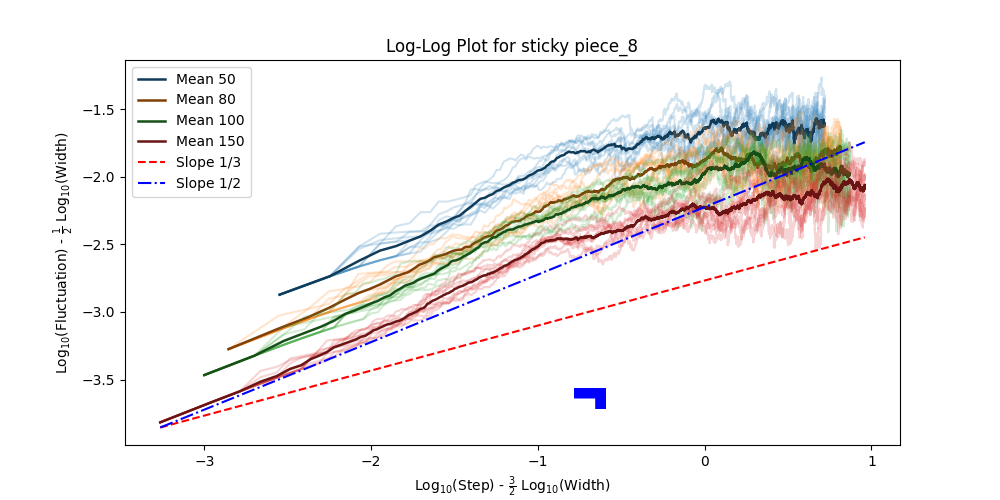 Log-Log Plot for sticky piece_8
Log₁₀(Fluctuation) - 1/2 Log₁₀(Width)
−1.5
−2.0
−2.5
−3.0
−3.5
Mean 50
Mean 80
Mean 100
Mean 150
Slope 1/3
Slope 1/2
−3
−2
−1
0
1
Log₁₀(Step) - 3/2 Log₁₀(Width)